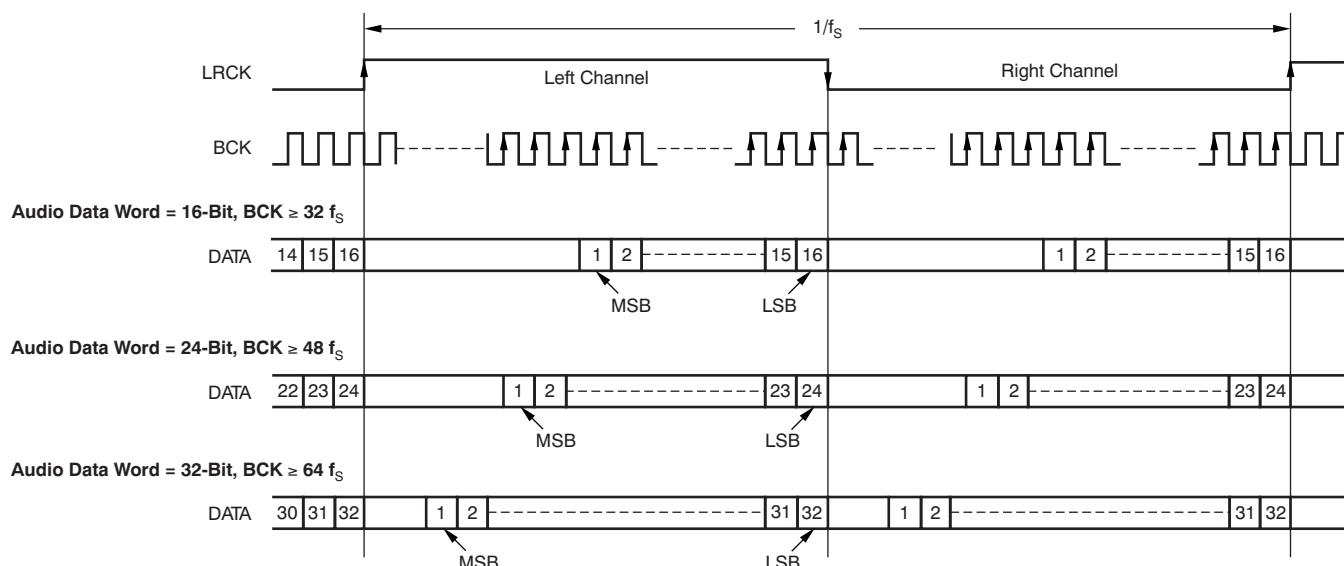 1/fS
LRCK Left Channel Right Channel
BCK
Audio Data Word = 16-Bit, BCK ≥ 32 fS
DATA 14 15 16 1 2 15 16 1 2 15 16
MSB LSB
Audio Data Word = 24-Bit, BCK ≥ 48 fS
DATA 22 23 24 1 2 23 24 1 2 23 24
MSB LSB
Audio Data Word = 32-Bit, BCK ≥ 64 fS
DATA 30 31 32 1 2 31 32 1 2 31 32
MSB LSB